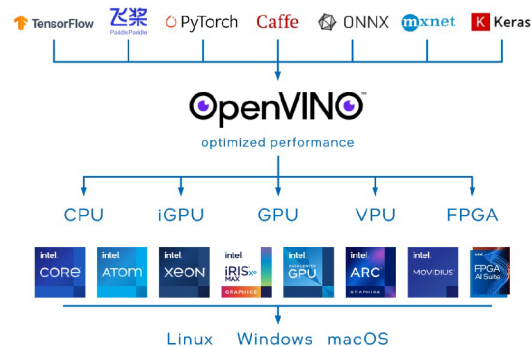 TensorFlow
飞桨
PaddlePaddle
PyTorch
Caffe
ONNX
mxnet
Keras
OpenVINO
optimized performance
CPU iGPU GPU VPU FPGA
intel.
CORE
intel.
ATOM
intel.
XEON
intel.
IRIS Xe
MAX
GRAPHICS
intel.
DATA CENTER
GPU
intel.
ARC
GRAPHICS
intel.
MOVIDIUS
intel.
FPGA
AI Suite
Linux Windows macOS